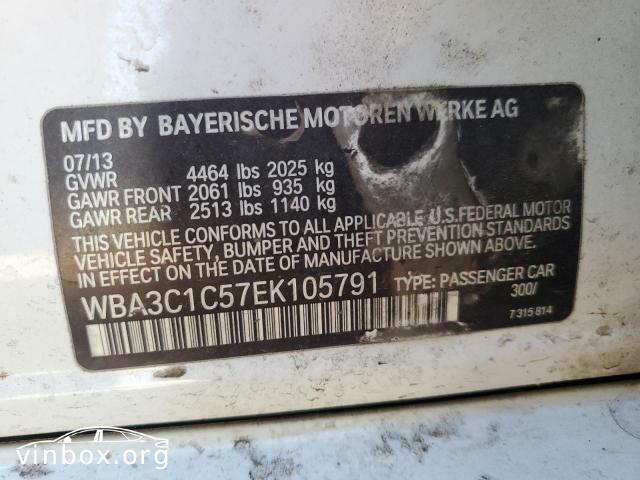 MFD BY BAYERISCHE MOTOREN WERKE AG
07/13
GVWR 4464 lbs 2025 kg
GAWR FRONT 2061 lbs 935 kg
GAWR REAR 2513 lbs 1140 kg
THIS VEHICLE CONFORMS TO ALL APPLICABLE U.S.FEDERAL MOTOR
VEHICLE SAFETY, BUMPER AND THEFT PREVENTION STANDARDS
IN EFFECT ON THE DATE OF MANUFACTURE SHOWN ABOVE.
WBA3C1C57EK105791 TYPE: PASSENGER CAR
300/
7 315 814
vinbox.org